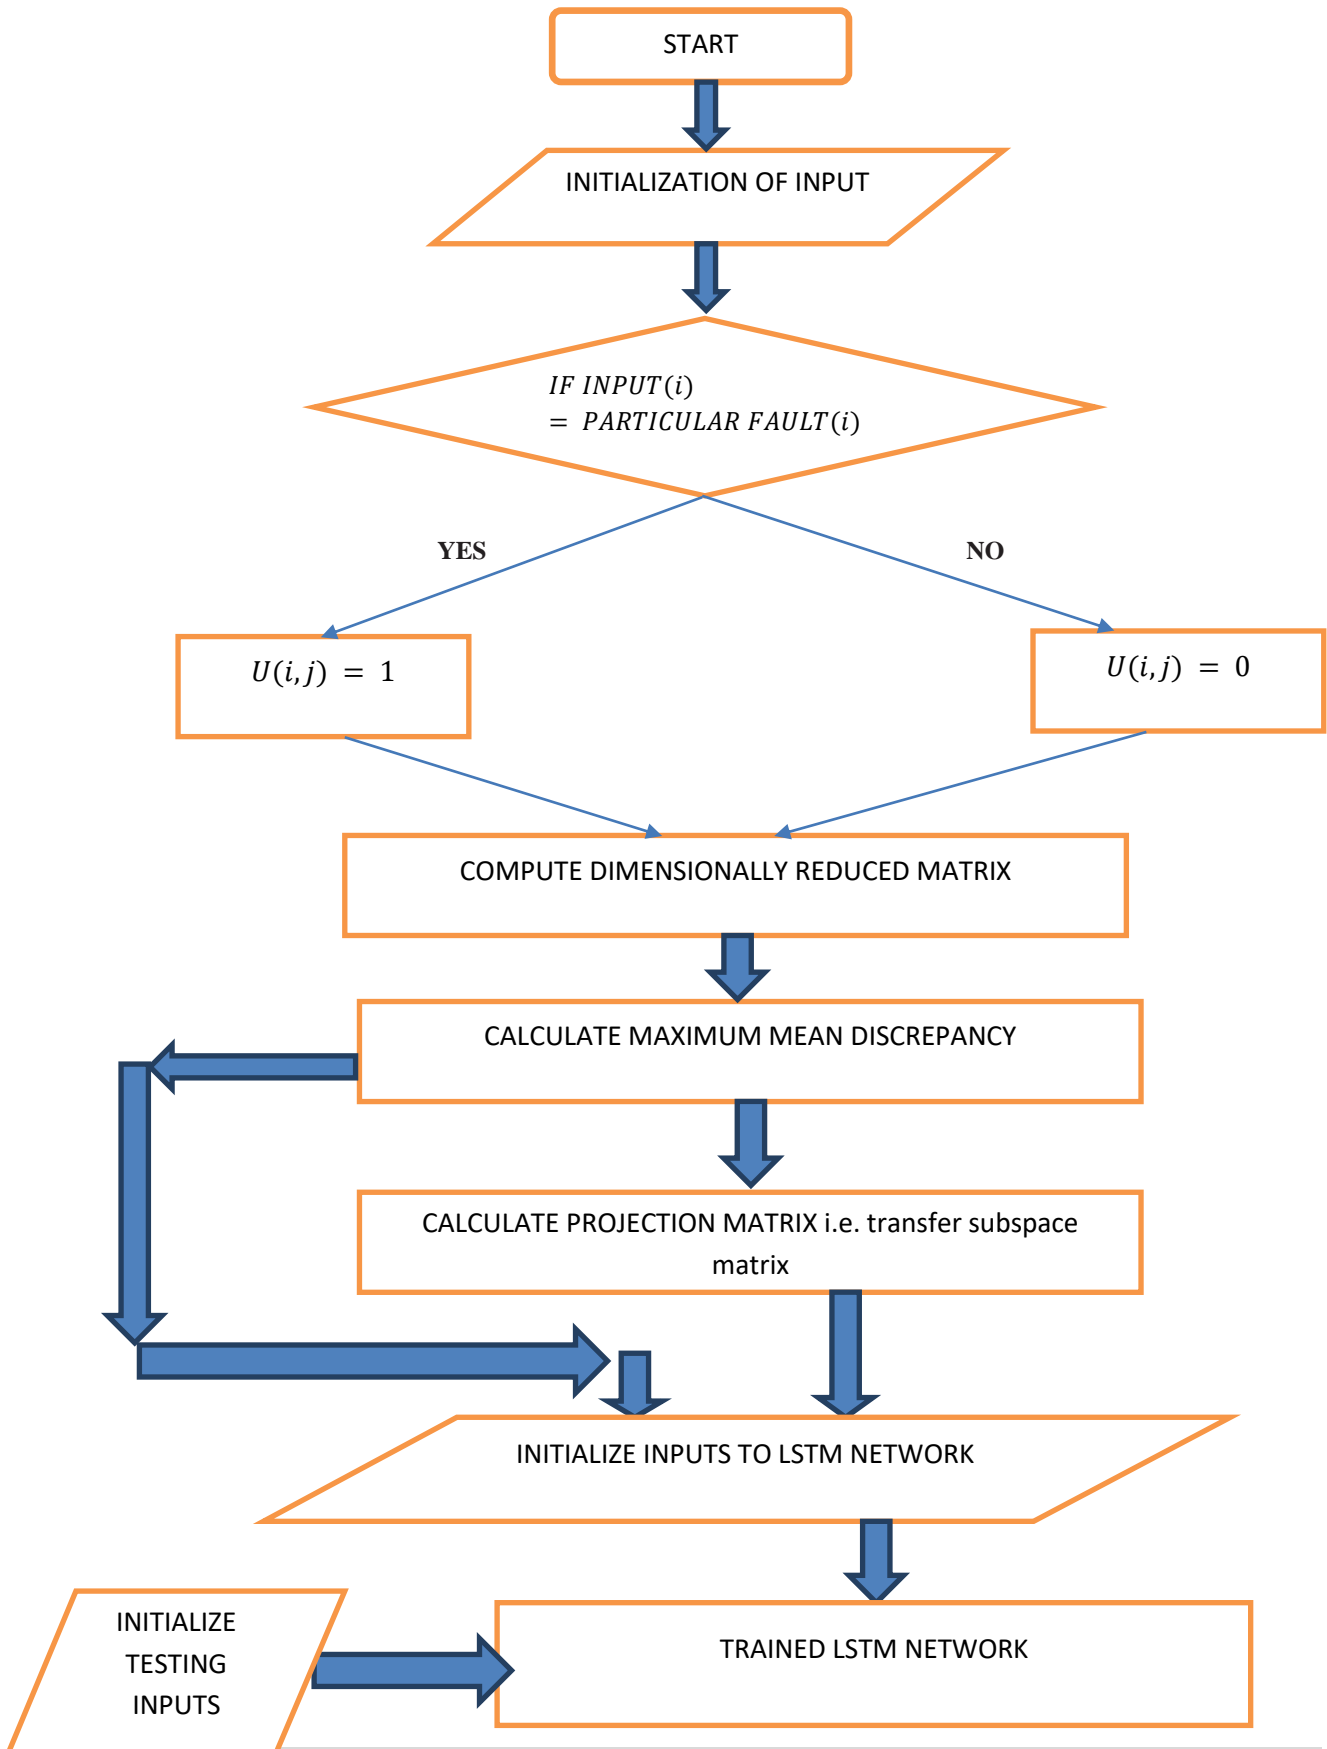 START
INITIALIZATION OF INPUT
IF INPUT(i)
= PARTICULAR FAULT(i)
YES
NO
U(i,j) = 1
U(i,j) = 0
COMPUTE DIMENSIONALLY REDUCED MATRIX
CALCULATE MAXIMUM MEAN DISCREPANCY
CALCULATE PROJECTION MATRIX i.e. transfer subspace
matrix
INITIALIZE INPUTS TO LSTM NETWORK
INITIALIZE
TESTING
INPUTS
TRAINED LSTM NETWORK